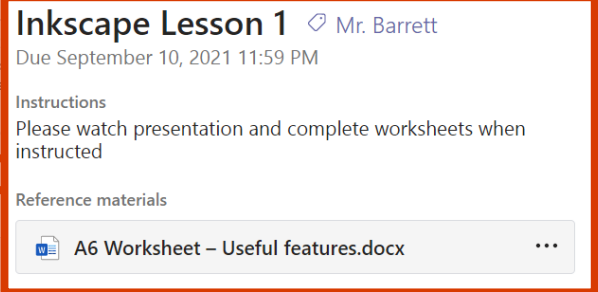 Inkscape Lesson 1 Mr. Barrett
Due September 10, 2021 11:59 PM
Instructions
Please watch presentation and complete worksheets when
instructed
Reference materials
A6 Worksheet – Useful features.docx